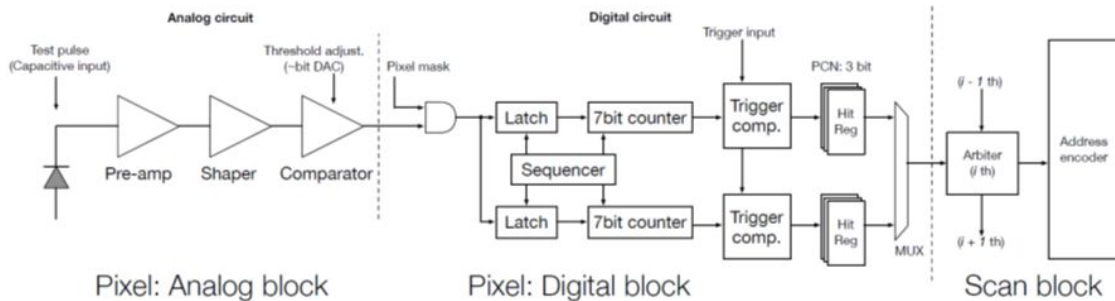 Analog circuit
Digital circuit
Test pulse
(Capacitive input)
Threshold adjust.
(~bit DAC)
Pixel mask
Trigger input
PCN: 3 bit
Pre-amp
Shaper
Comparator
Latch
7bit counter
Trigger
comp.
Hit
Reg
Sequencer
Latch
7bit counter
Trigger
comp.
Hit
Reg
MUX
(i - 1 th)
Arbiter
(i th)
(i + 1 th)
Address
encoder
Pixel: Analog block
Pixel: Digital block
Scan block